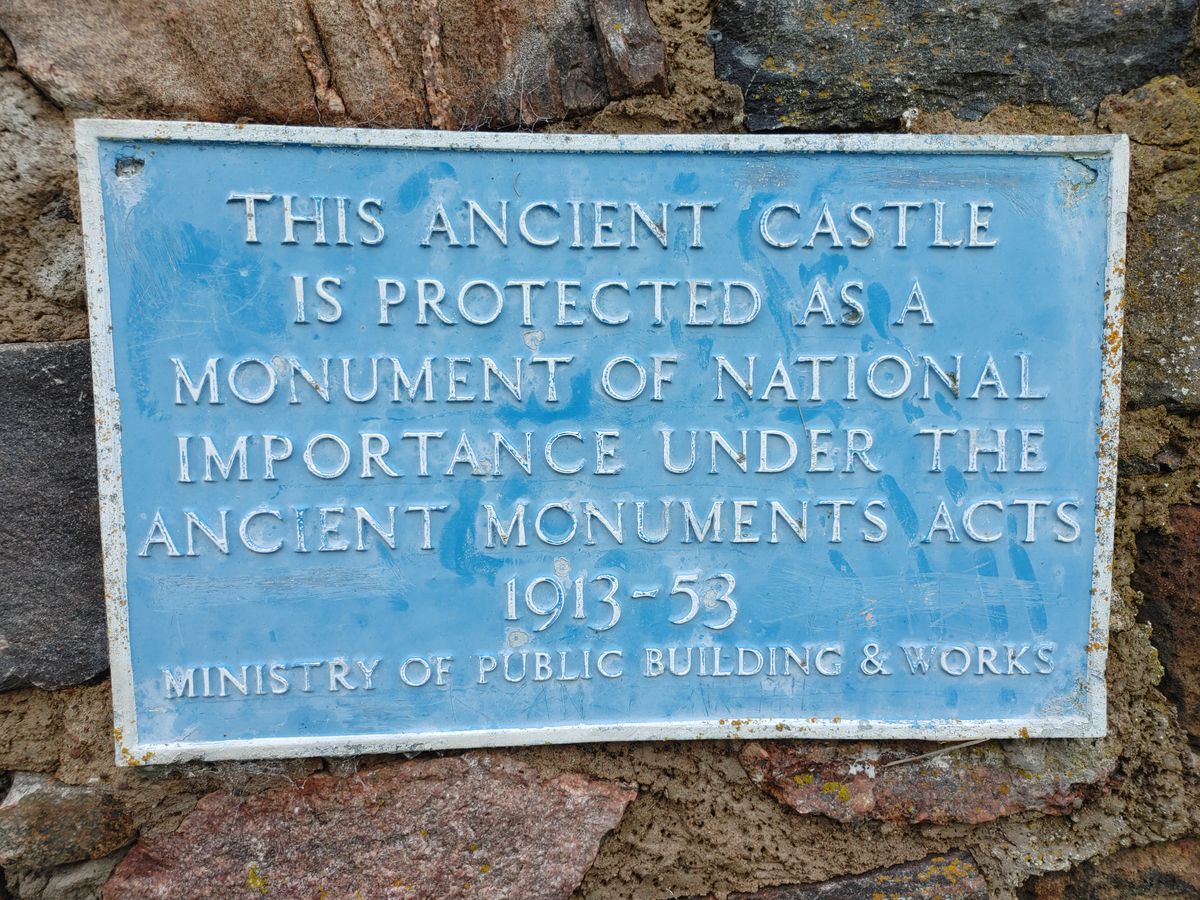 THIS ANCIENT CASTLE
IS PROTECTED AS A
MONUMENT OF NATIONAL
IMPORTANCE UNDER THE
ANCIENT MONUMENTS ACTS
1913-53
MINISTRY OF PUBLIC BUILDING & WORKS